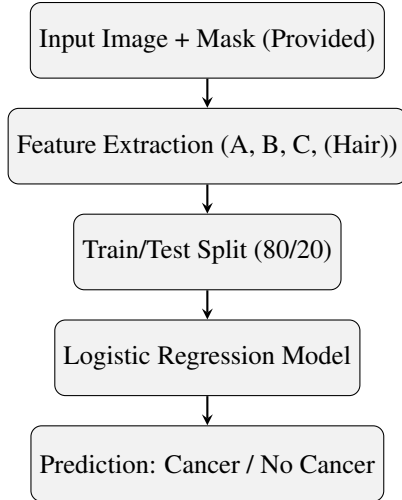 Input Image + Mask (Provided)
Feature Extraction (A, B, C, (Hair))
Train/Test Split (80/20)
Logistic Regression Model
Prediction: Cancer / No Cancer